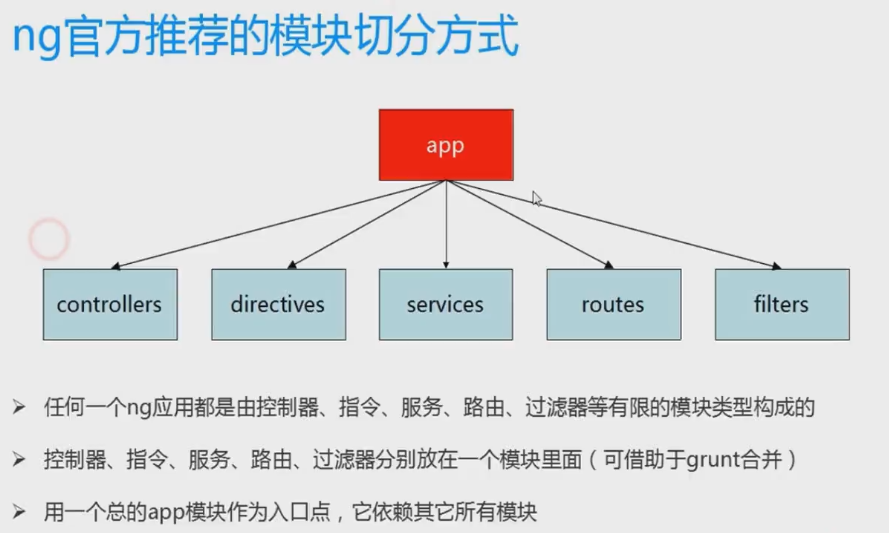 ng官方推荐的模块切分方式
app
controllers
directives
services
routes
filters
任何一个ng应用都是由控制器、指令、服务、路由、过滤器等有限的模块类型构成的
控制器、指令、服务、路由、过滤器分别放在一个模块里面（可借助于grunt合并）
用一个总的app模块作为入口点，它依赖其它所有模块